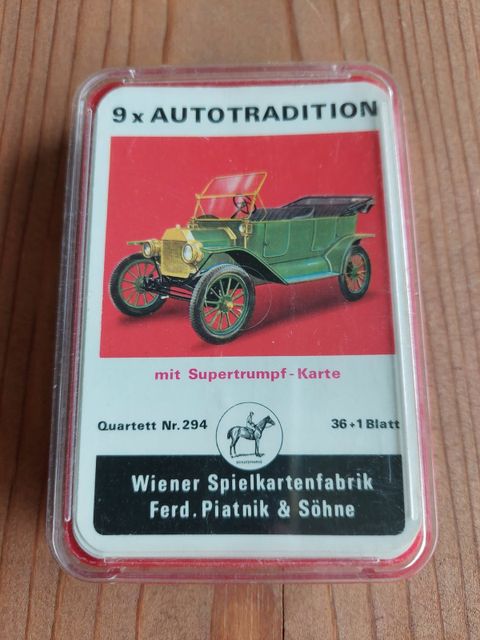 9 x AUTOTRADITION
mit Supertrumpf-Karte
Quartett Nr. 294
36+1 Blatt
Wiener Spielkartenfabrik
Ferd. Piatnik & Söhne